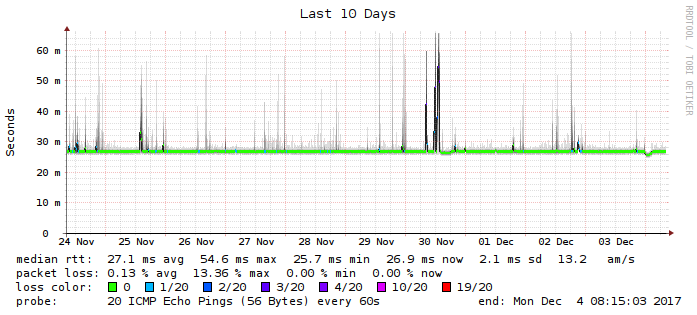 Last 10 Days
RRDTOOL / TOBI OETIKER
Seconds
60 m
50 m
40 m
30 m
20 m
10 m
0
24 Nov 25 Nov 26 Nov 27 Nov 28 Nov 29 Nov 30 Nov 01 Dec 02 Dec 03 Dec
median rtt: 27.1 ms avg 54.6 ms max 25.7 ms min 26.9 ms now 2.1 ms sd 13.2 am/s
packet loss: 0.13 % avg 13.36 % max 0.00 % min 0.00 % now
loss color: 0 1/20 2/20 3/20 4/20 10/20 19/20
probe: 20 ICMP Echo Pings (56 Bytes) every 60s end: Mon Dec 4 08:15:03 2017